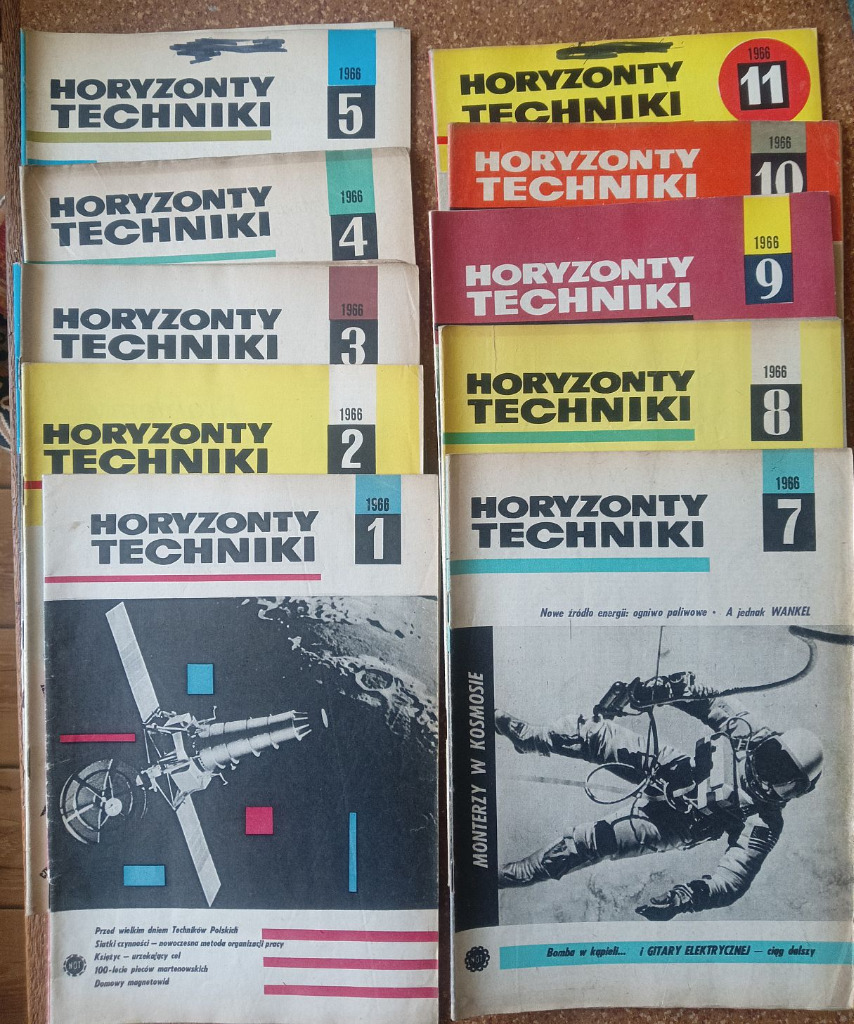 1966
HORYZONTY
TECHNIKI
5
1966
HORYZONTY
TECHNIKI
4
1966
HORYZONTY
TECHNIKI
3
1966
HORYZONTY
TECHNIKI
2
1966
HORYZONTY
TECHNIKI
1
Przed wielkim dniem Techników Polskich
Siatki czynności — nowoczesna metoda organizacji pracy
Księżyc — urzekający cel
100-lecie pieców martenowskich
Domowy magnetowid
NOT
1966
HORYZONTY
TECHNIKI
11
1966
HORYZONTY
TECHNIKI
10
1966
HORYZONTY
TECHNIKI
9
1966
HORYZONTY
TECHNIKI
8
1966
HORYZONTY
TECHNIKI
7
Nowe źródło energii: ogniwo paliwowe • A jednak WANKEL
MONTERZY W KOSMOSIE
Bomba w kąpieli... i GITARY ELEKTRYCZNEJ — ciąg dalszy
NOT